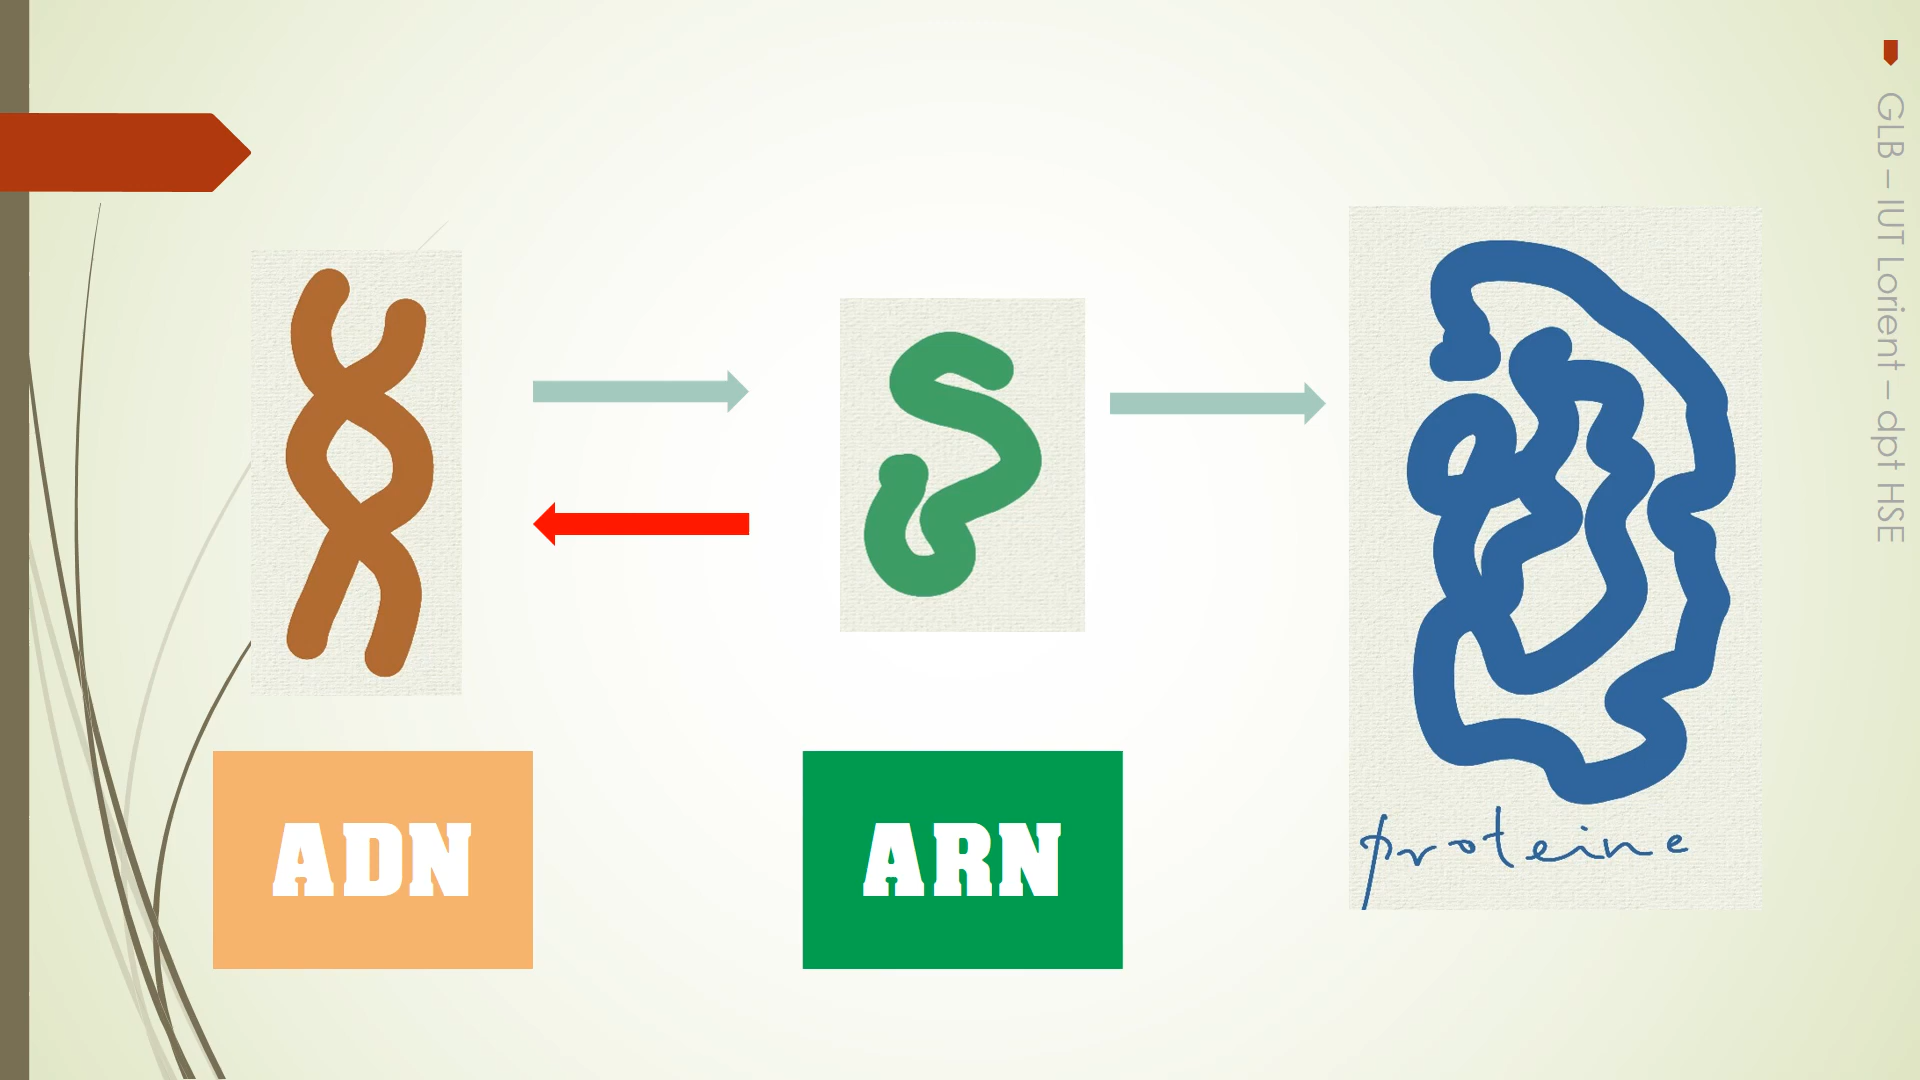 ADN
ARN
proteine
GLB – IUT Lorient – dpt HSE